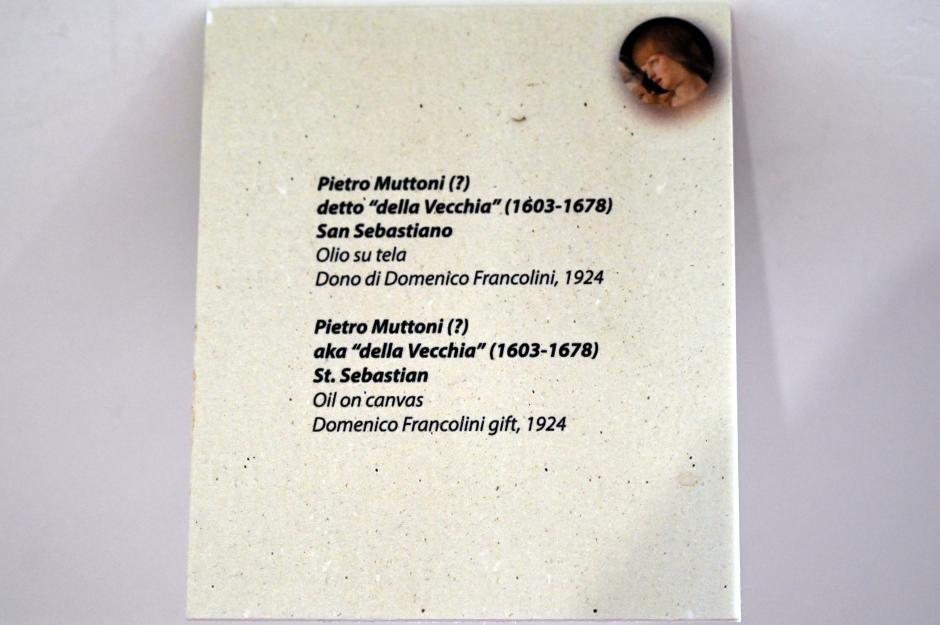 Pietro Muttoni (?)
detto “della Vecchia” (1603-1678)
San Sebastiano
Olio su tela
Dono di Domenico Francolini, 1924
Pietro Muttoni (?)
aka “della Vecchia” (1603-1678)
St. Sebastian
Oil on canvas
Domenico Francolini gift, 1924